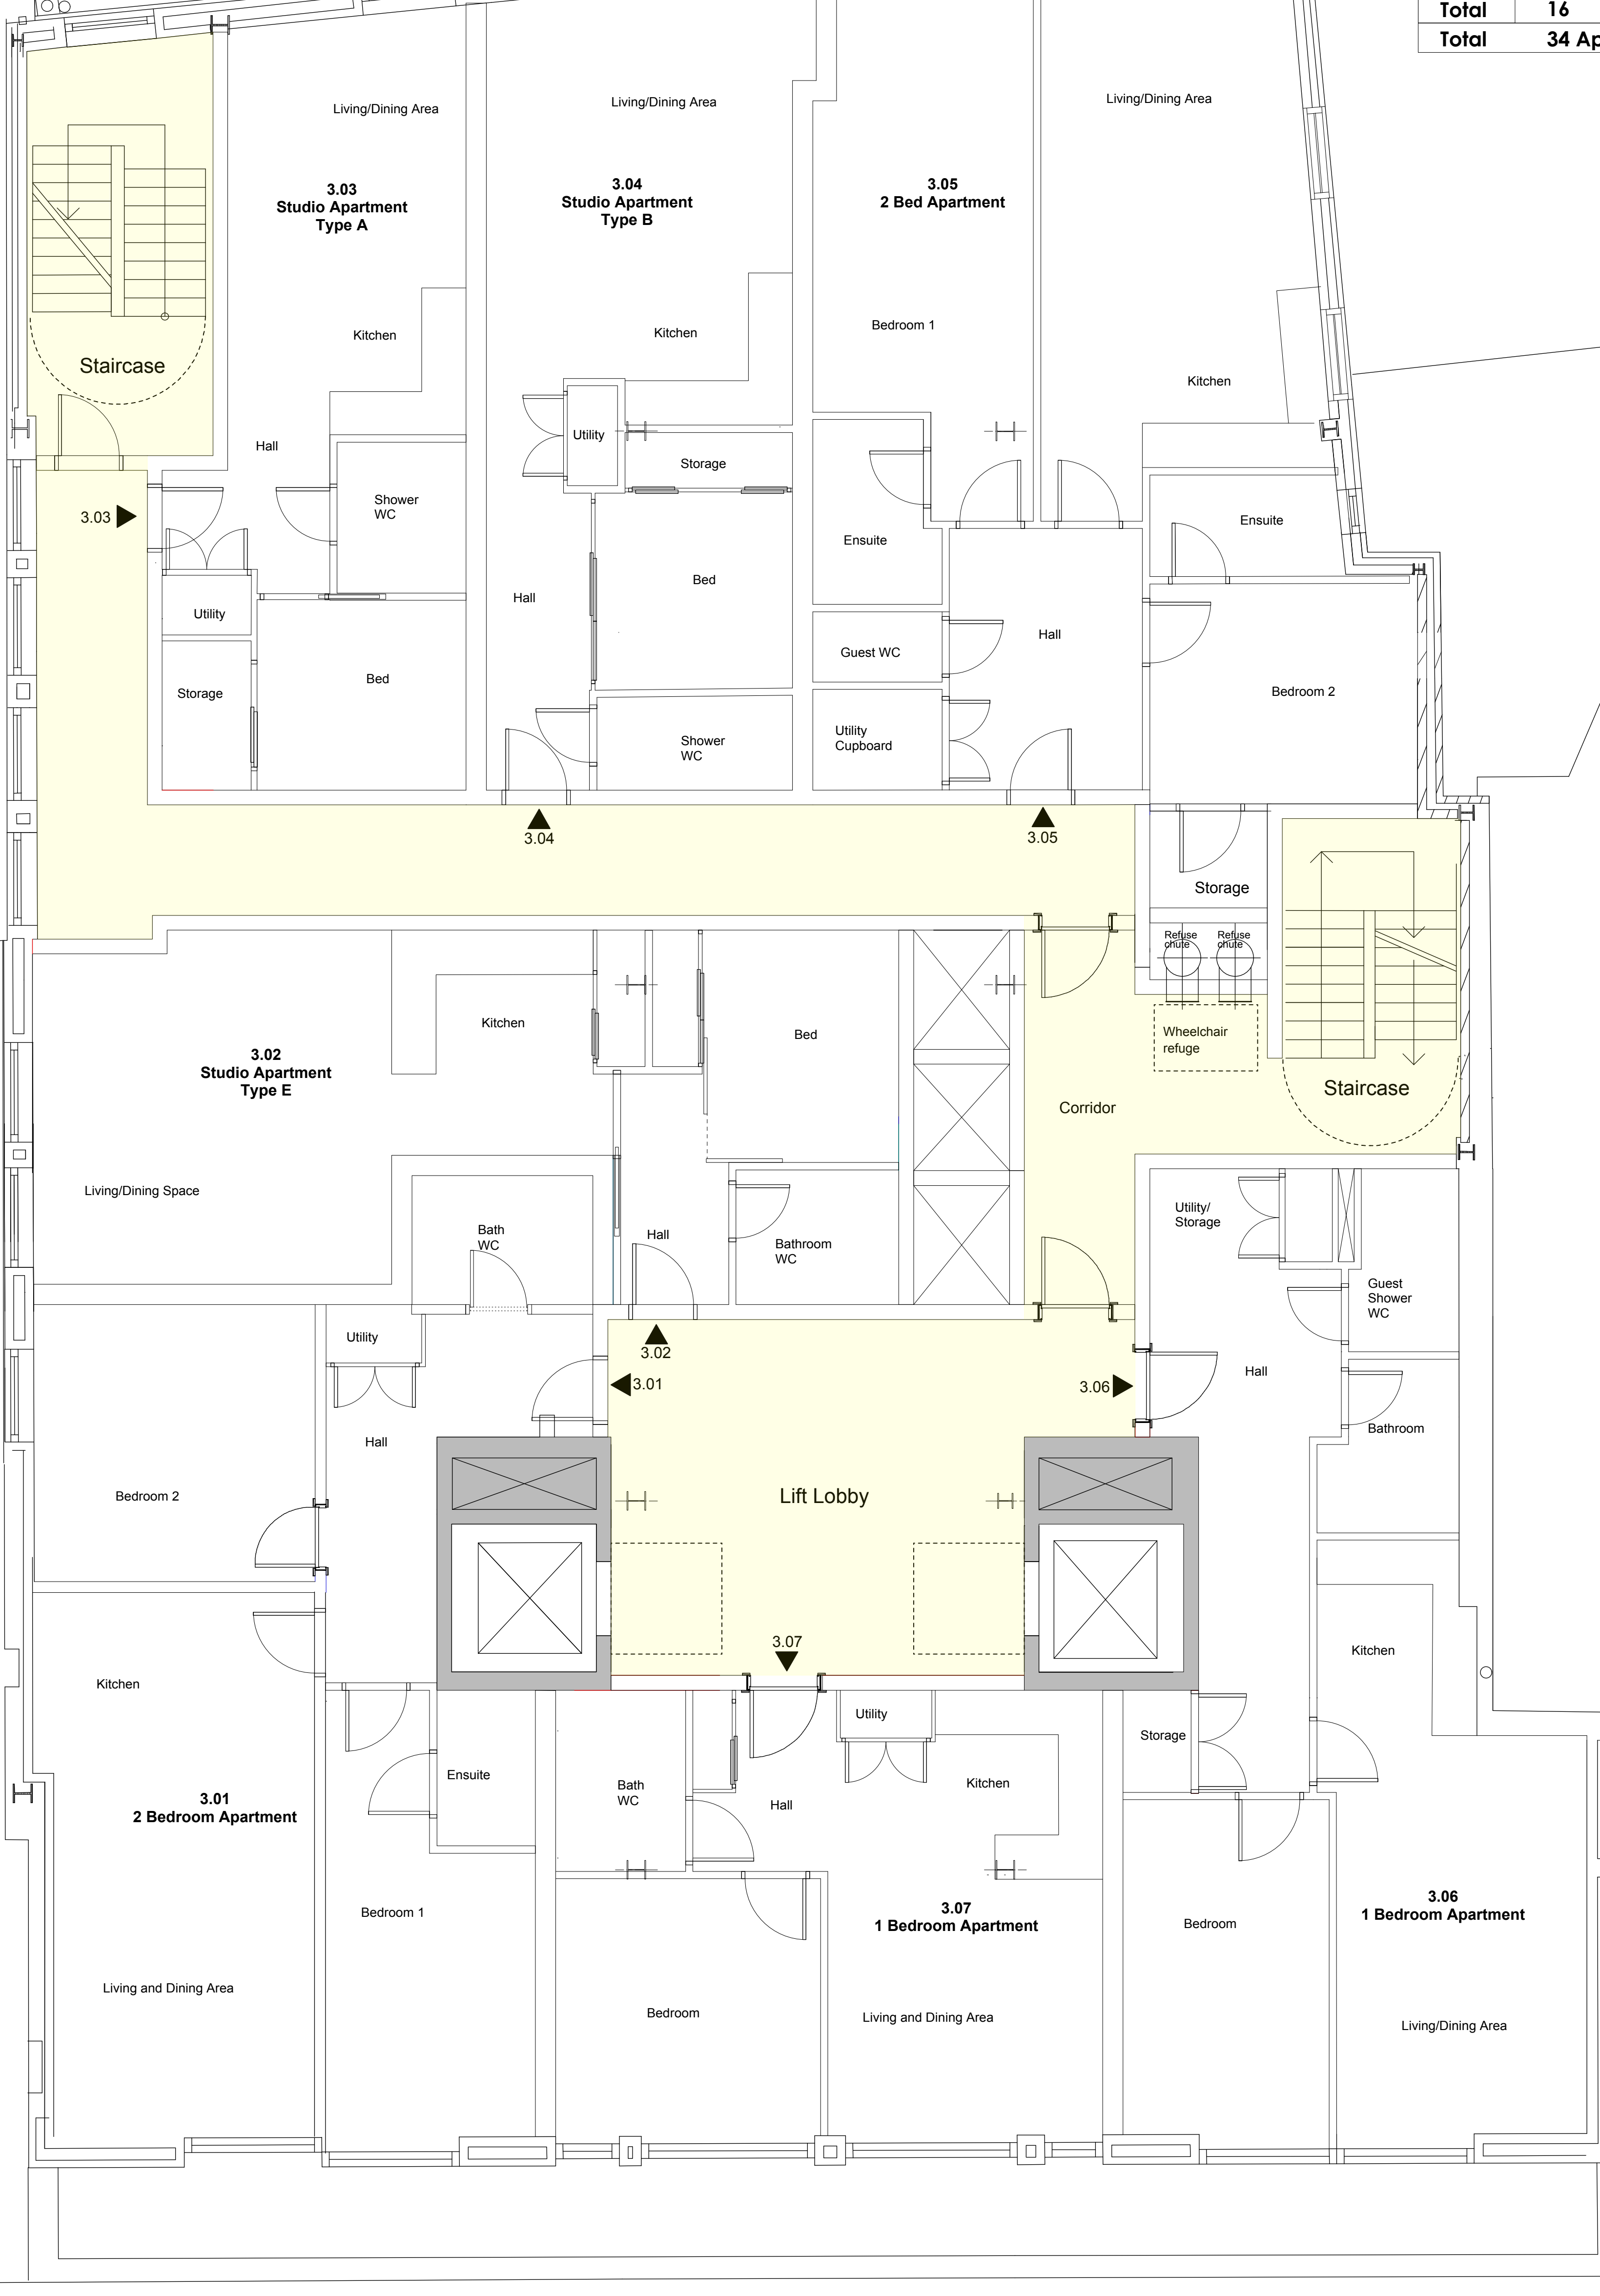 Total 16
Total 34 Ap
Living/Dining Area
Living/Dining Area
Living/Dining Area
3.03
Studio Apartment
Type A
3.04
Studio Apartment
Type B
3.05
2 Bed Apartment
Staircase
Kitchen
Kitchen
Bedroom 1
Kitchen
Hall
Utility
Storage
Shower
WC
3.03
Ensuite
Ensuite
Utility
Bed
Hall
Bed
Storage
Guest WC
Hall
Bedroom 2
Shower
WC
Utility
Cupboard
3.04
3.05
Storage
Refuse
chute
Refuse
chute
Wheelchair
refuge
Staircase
Corridor
3.02
Studio Apartment
Type E
Kitchen
Bed
Living/Dining Space
Bath
WC
Hall
Bathroom
WC
Utility/
Storage
Guest
Shower
WC
Utility
3.02
3.01
3.06
Hall
Bathroom
Hall
Bedroom 2
Lift Lobby
3.07
Kitchen
Kitchen
Utility
Storage
Ensuite
Bath
WC
Hall
Kitchen
3.01
2 Bedroom Apartment
Bedroom 1
3.07
1 Bedroom Apartment
Bedroom
3.06
1 Bedroom Apartment
Living and Dining Area
Bedroom
Living and Dining Area
Living/Dining Area